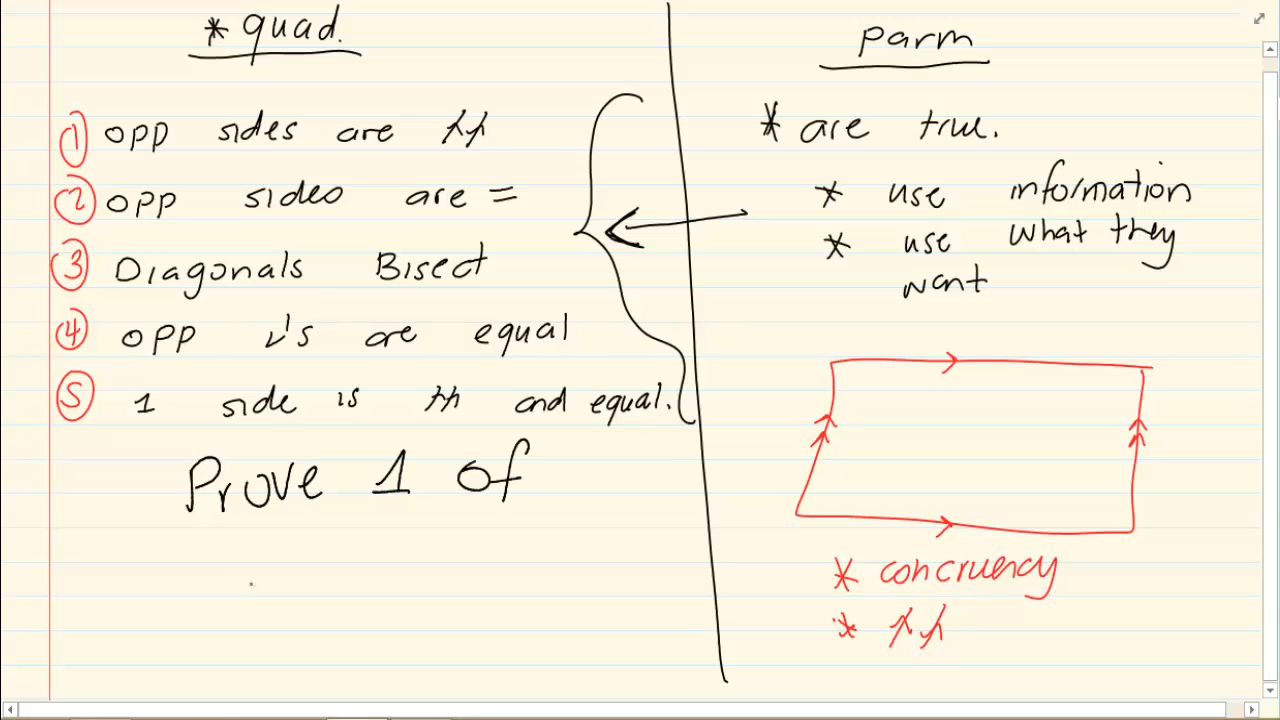 * quad.
① opp sides are //
② opp sides are =
③ Diagonals Bisect
④ opp ∠'s are equal
⑤ 1 side is // and equal.
Prove 1 of
parm
* are true.
* use information
* use what they
want
* concruency
* //